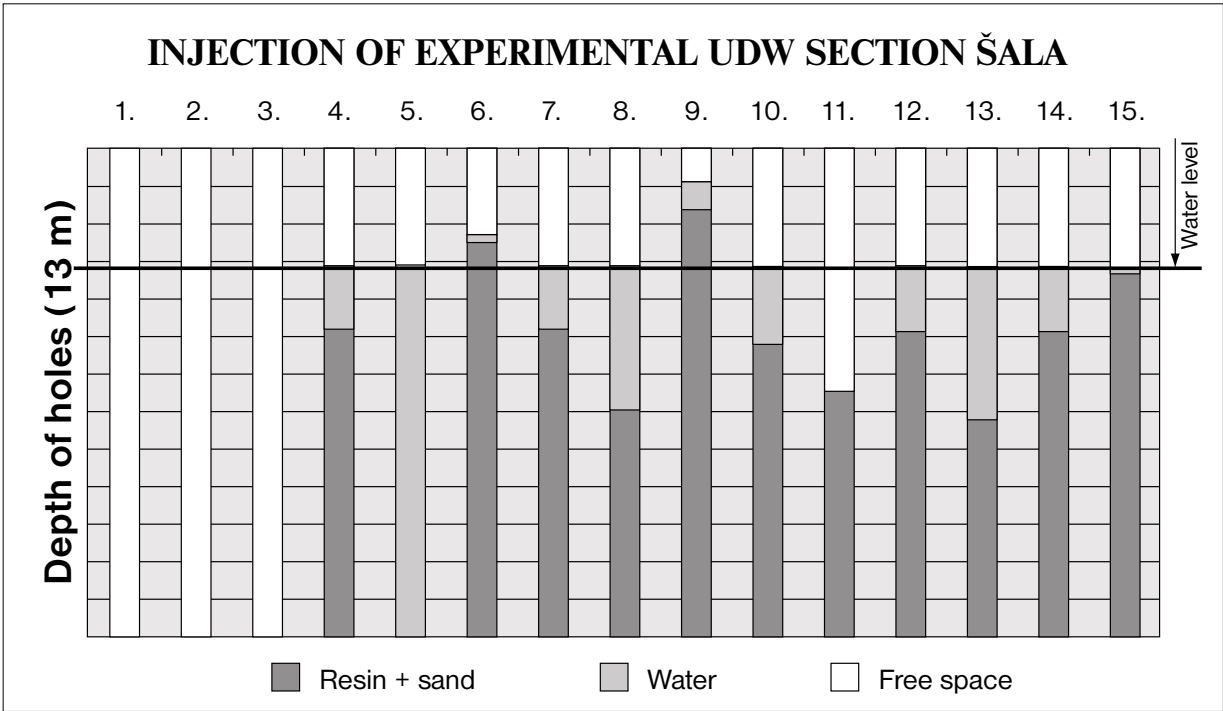 INJECTION OF EXPERIMENTAL UDW SECTION ŠALA
1. 2. 3. 4. 5. 6. 7. 8. 9. 10. 11. 12. 13. 14. 15.
Water level
Depth of holes (13 m)
Resin + sand Water Free space